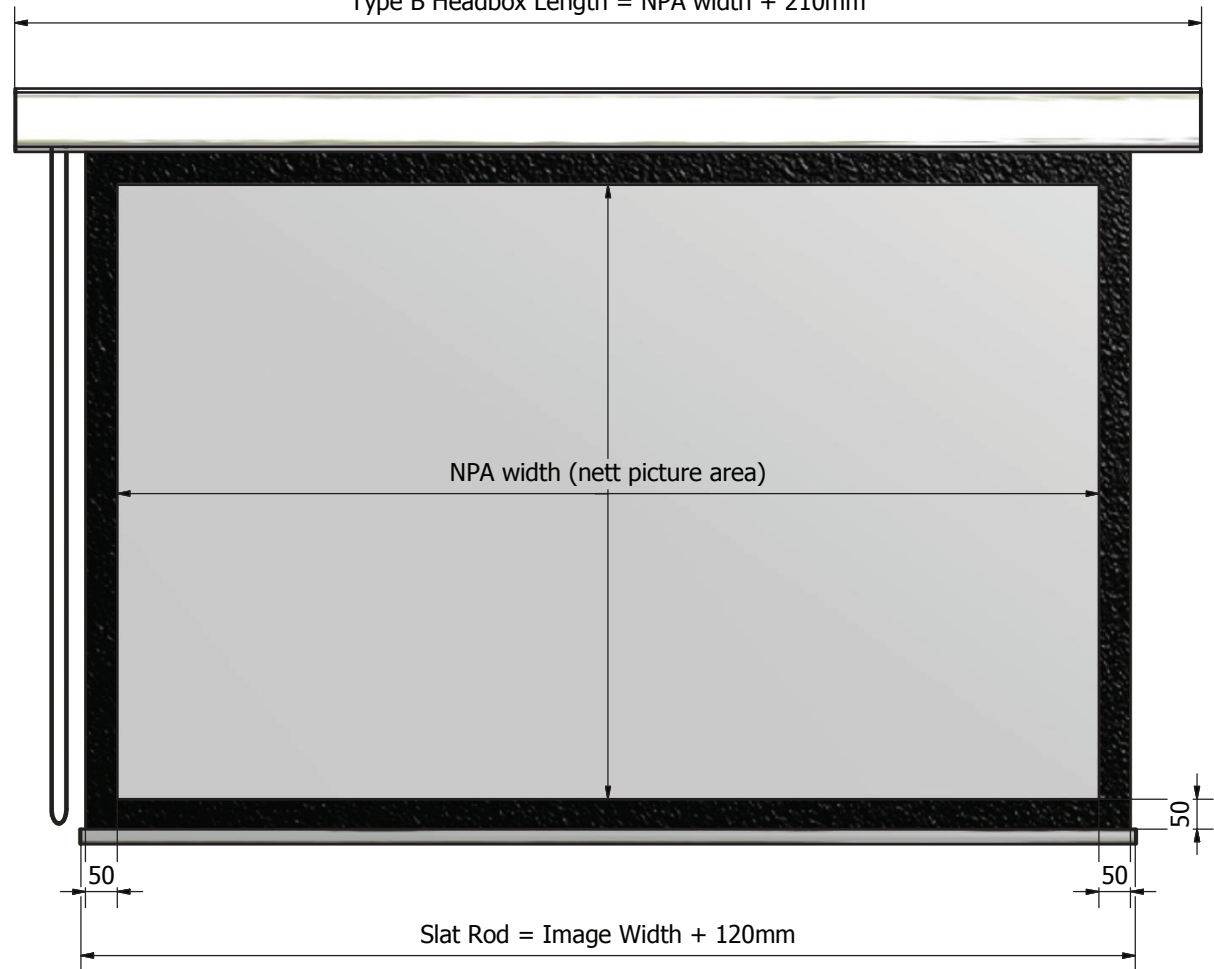 Type B Headbox Length = NPA width + 210mm
NPA width (nett picture area)
50
50
50
Slat Rod = Image Width + 120mm